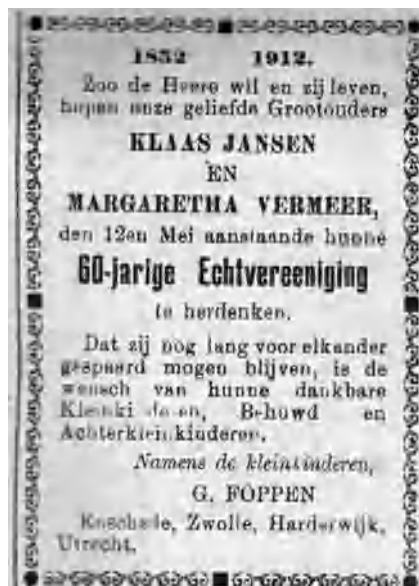 1852 1912.
Zoo de Heere wil en zij leven,
hopen onze geliefde Grootouders
KLAAS JANSEN
EN
MARGARETHA VERMEER,
den 12en Mei aanstaande hunne
60-jarige Echtvereeniging
te herdenken.
Dat zij nog lang voor elkander
gespaard mogen blijven, is de
wensch van hunne dankbare
Kleinkinderen, Behuwd en
Achterkleinkinderen.
Namens de kleinkinderen,
G. FOPPEN
Enschede, Zwolle, Harderwijk,
Utrecht.